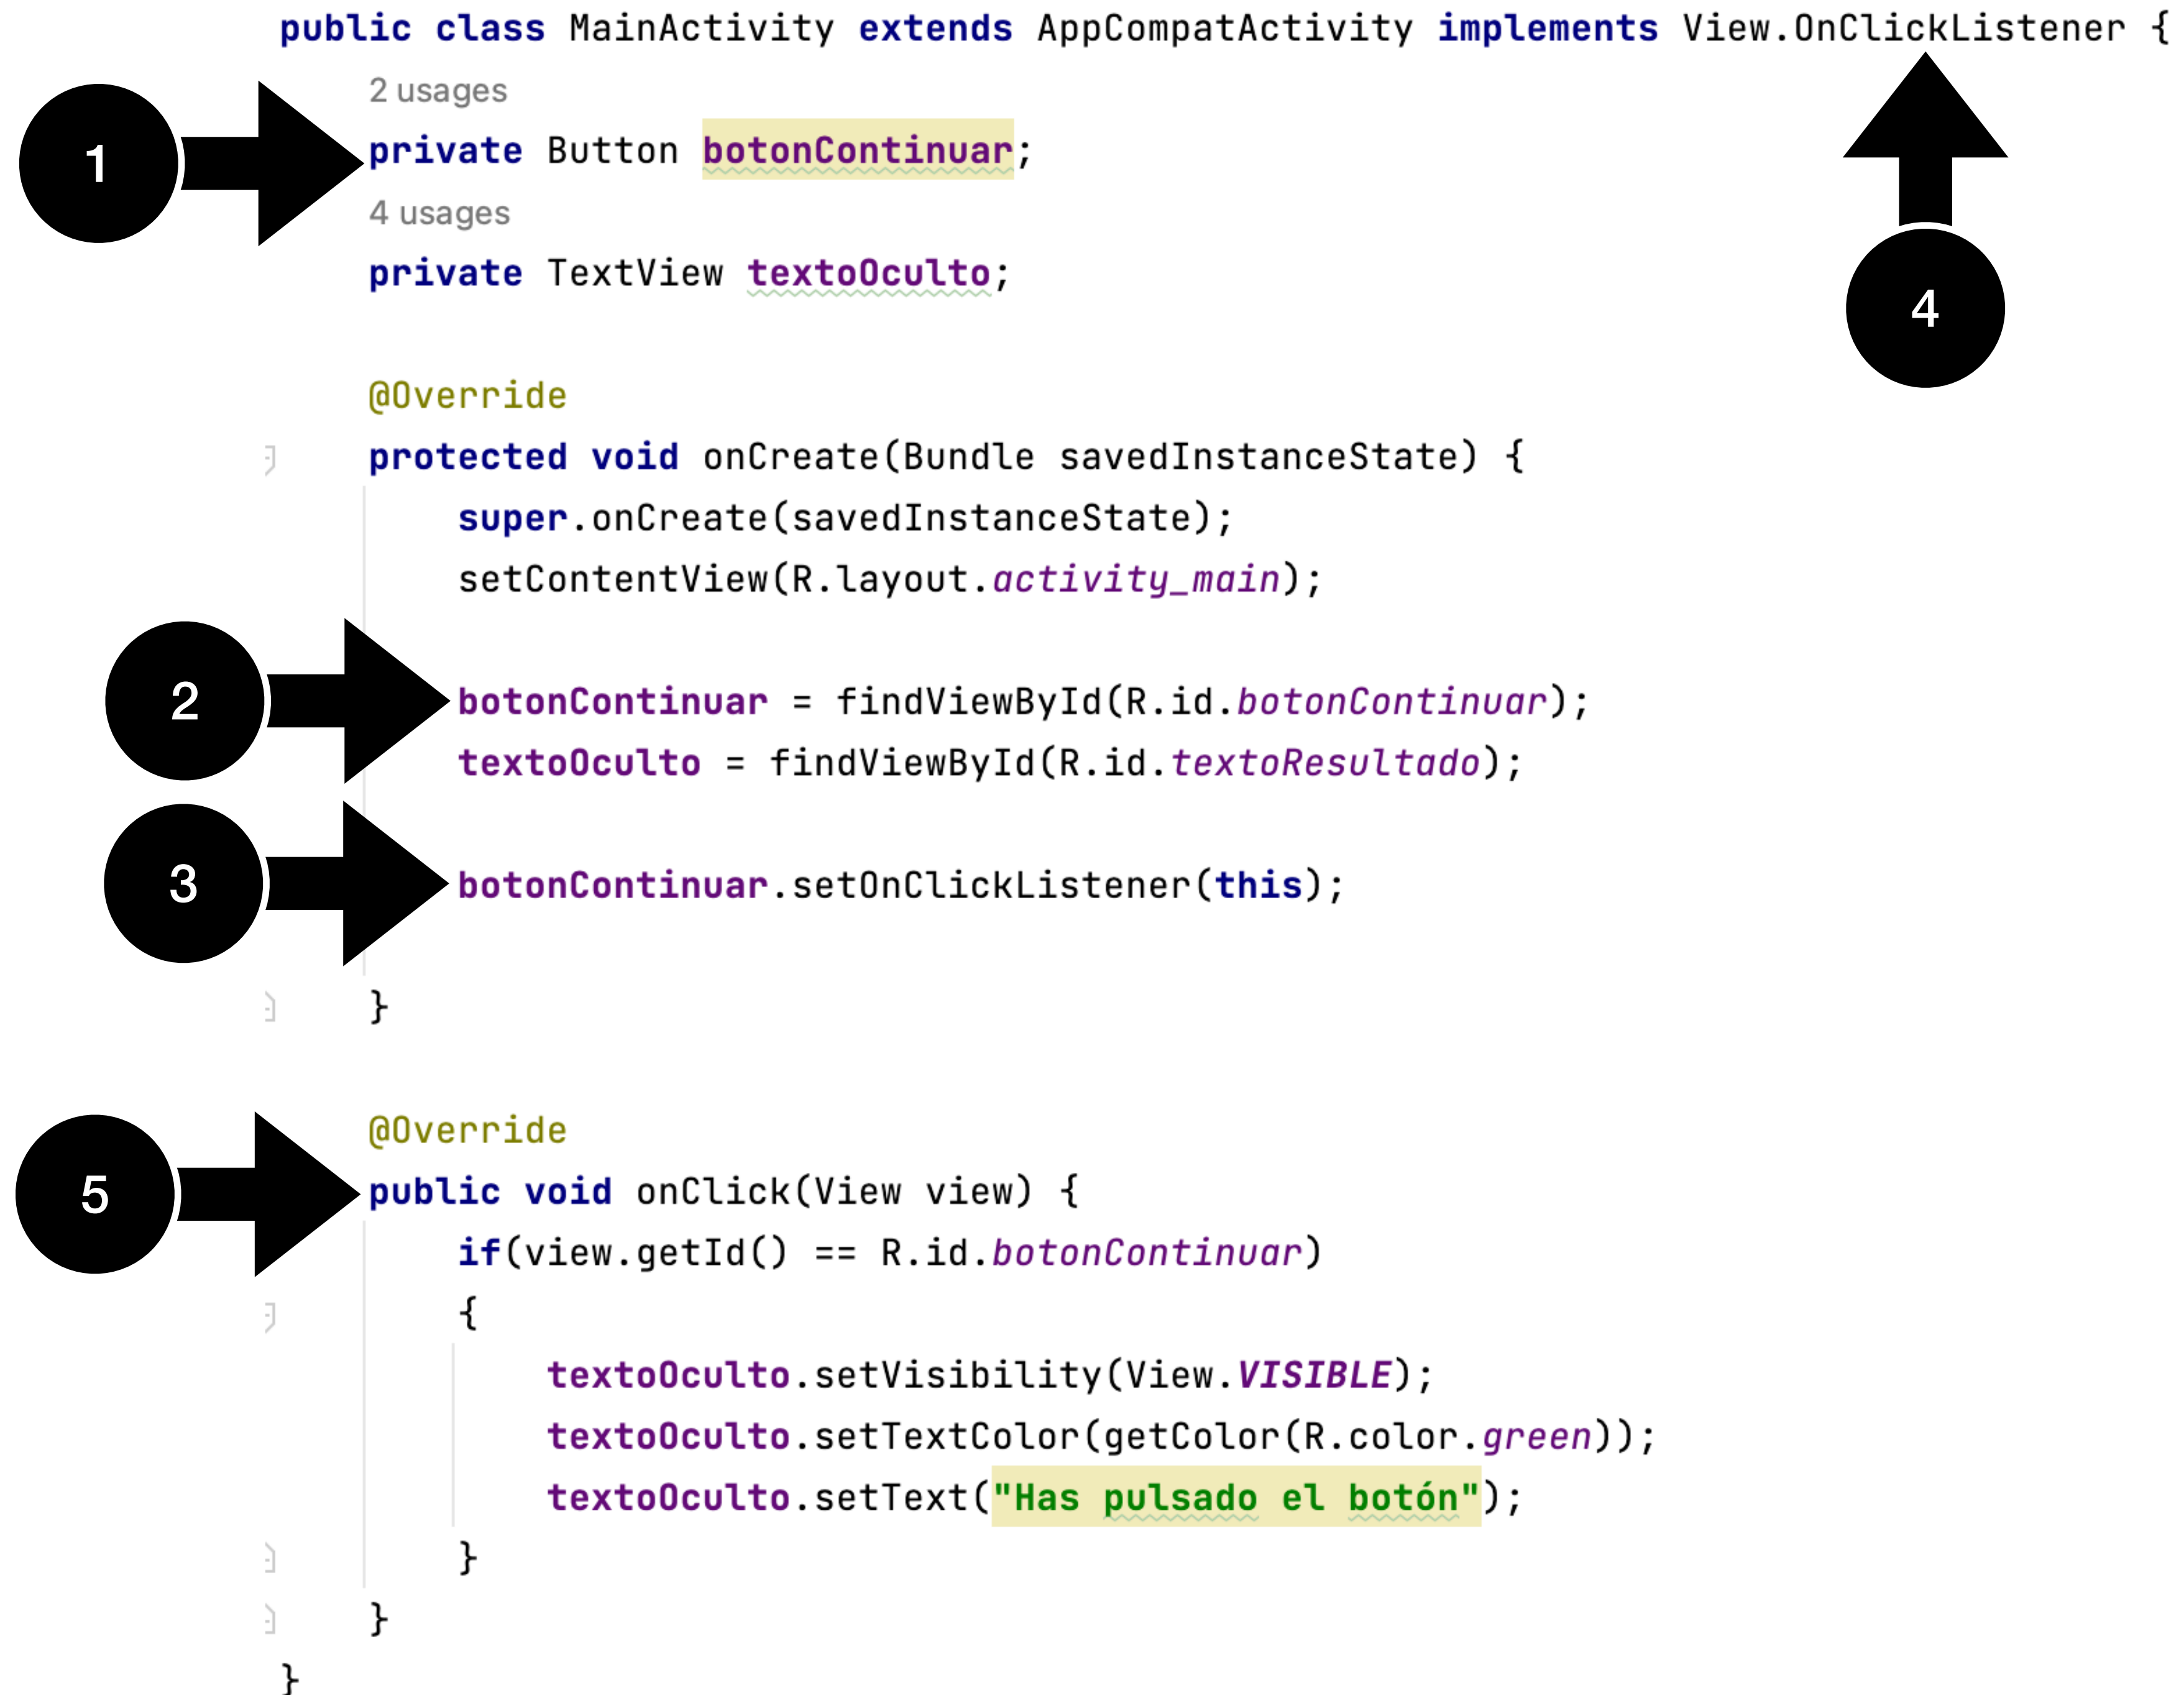 public class MainActivity extends AppCompatActivity implements View.OnClickListener {
2 usages
1
private Button botonContinuar;
4 usages
private TextView textoOculto;
4
@Override
protected void onCreate(Bundle savedInstanceState) {
super.onCreate(savedInstanceState);
setContentView(R.layout.activity_main);
2
botonContinuar = findViewById(R.id.botonContinuar);
textoOculto = findViewById(R.id.textoResultado);
3
botonContinuar.setOnClickListener(this);
}
@Override
5
public void onClick(View view) {
if(view.getId() == R.id.botonContinuar)
{
textoOculto.setVisibility(View.VISIBLE);
textoOculto.setTextColor(getColor(R.color.green));
textoOculto.setText("Has pulsado el botón");
}
}
}